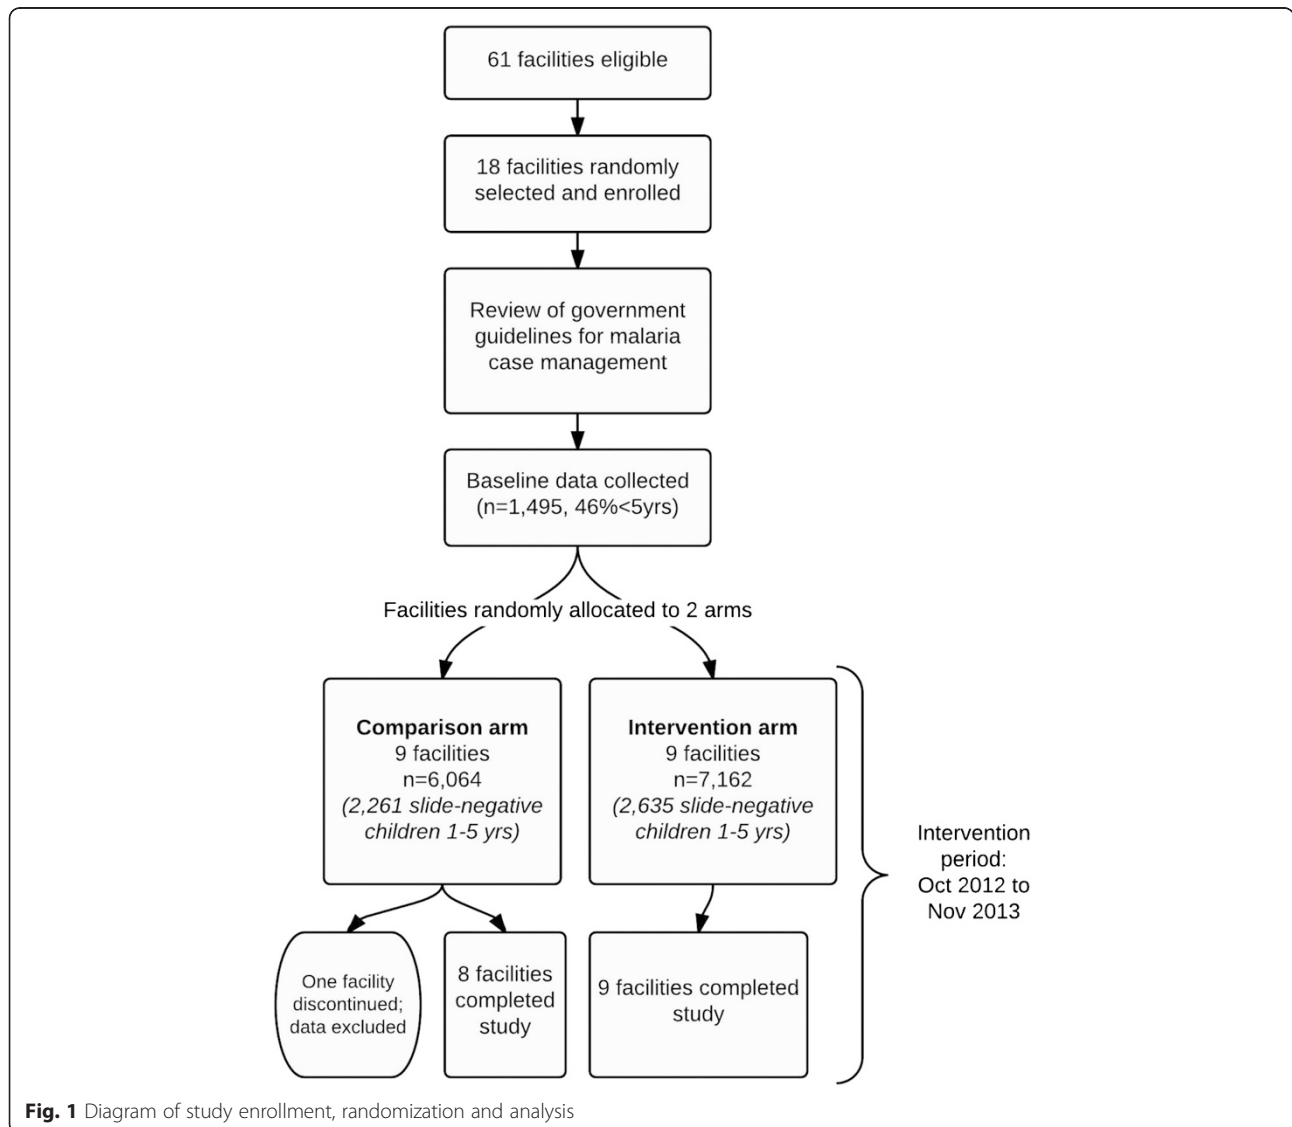 61 facilities eligible
18 facilities randomly
selected and enrolled
Review of government
guidelines for malaria
case management
Baseline data collected
(n=1,495, 46%<5yrs)
Facilities randomly allocated to 2 arms
Comparison arm
9 facilities
n=6,064
(2,261 slide-negative
children 1-5 yrs)
Intervention arm
9 facilities
n=7,162
(2,635 slide-negative
children 1-5 yrs)
Intervention
period:
Oct 2012 to
Nov 2013
One facility
discontinued;
data excluded
8 facilities
completed
study
9 facilities completed
study
Fig. 1 Diagram of study enrollment, randomization and analysis